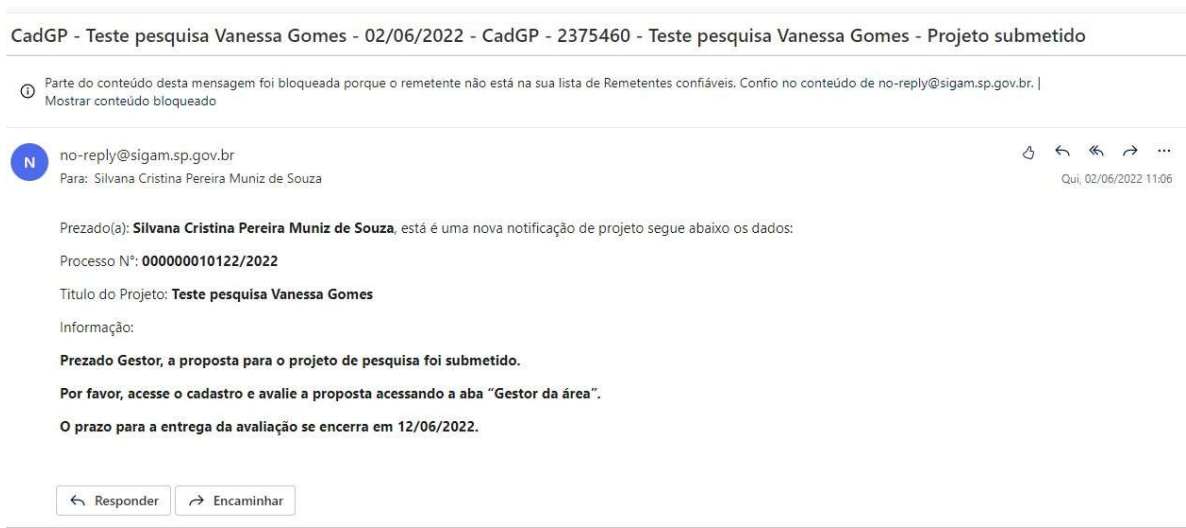 CadGP - Teste pesquisa Vanessa Gomes - 02/06/2022 - CadGP - 2375460 - Teste pesquisa Vanessa Gomes - Projeto submetido
Parte do conteúdo desta mensagem foi bloqueada porque o remetente não está na sua lista de Remetentes confiáveis. Confio no conteúdo de no-reply@sigam.sp.gov.br. |
Mostrar conteúdo bloqueado
N
no-reply@sigam.sp.gov.br
Para: Silvana Cristina Pereira Muniz de Souza
Qui, 02/06/2022 11:06
Prezado(a): Silvana Cristina Pereira Muniz de Souza, está é uma nova notificação de projeto segue abaixo os dados:
Processo N°: 000000010122/2022
Titulo do Projeto: Teste pesquisa Vanessa Gomes
Informação:
Prezado Gestor, a proposta para o projeto de pesquisa foi submetido.
Por favor, acesse o cadastro e avalie a proposta acessando a aba “Gestor da área”.
O prazo para a entrega da avaliação se encerra em 12/06/2022.
Responder
Encaminhar